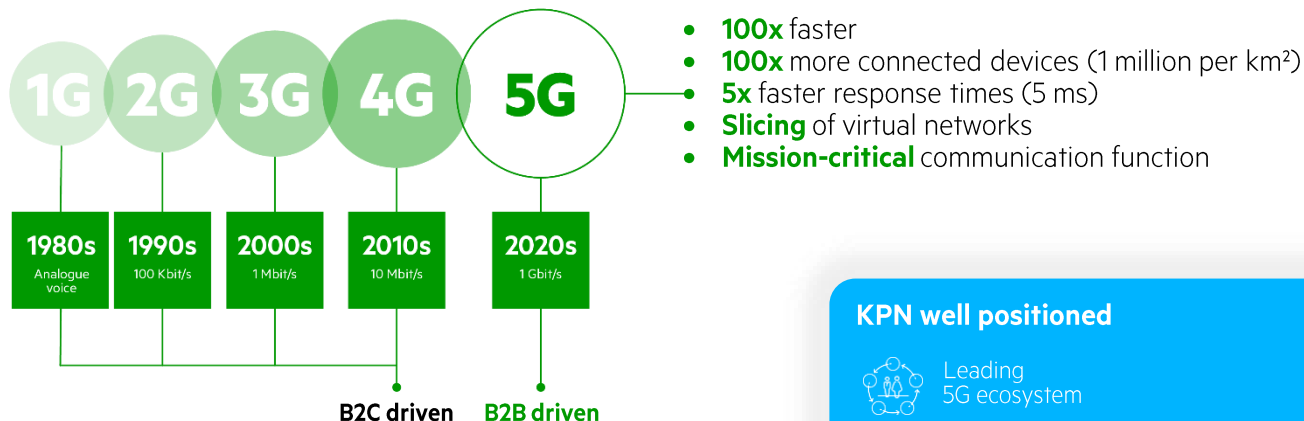 1G 2G 3G 4G 5G
• 100x faster
• 100x more connected devices (1 million per km²)
• 5x faster response times (5 ms)
• Slicing of virtual networks
• Mission-critical communication function
1980s
Analogue
voice
1990s
100 Kbit/s
2000s
1 Mbit/s
2010s
10 Mbit/s
2020s
1 Gbit/s
B2C driven
B2B driven
KPN well positioned
Leading
5G ecosystem